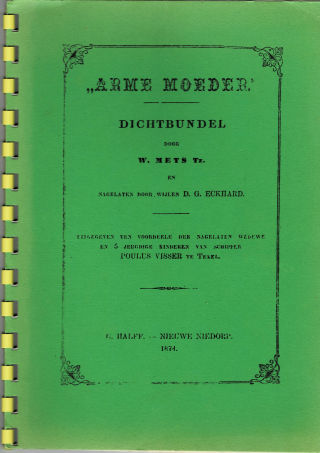 „ARME MOEDER."
DICHTBUNDEL
DOOR
W. METS Tz.
EN
NAGELATEN DOOR WIJLEN D. G. ECKHARD.
UITGEGEVEN TEN VOORDEELE DER NAGELATEN WEDUWE
EN 5 JEUGDIGE KINDEREN VAN SCHIPPER
POULUS VISSER TE TEXEL.
G. HALFF. — NIEUWE NIEDORP.
1874.